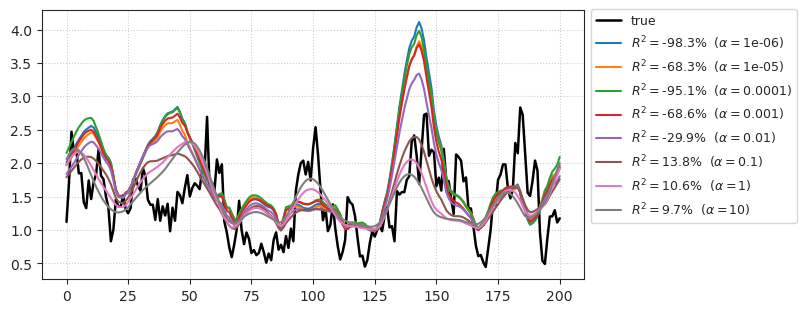 4.0
3.5
3.0
2.5
2.0
1.5
1.0
0.5
0 25 50 75 100 125 150 175 200
true
R² = -98.3% (α = 1e-06)
R² = -68.3% (α = 1e-05)
R² = -95.1% (α = 0.0001)
R² = -68.6% (α = 0.001)
R² = -29.9% (α = 0.01)
R² = 13.8% (α = 0.1)
R² = 10.6% (α = 1)
R² = 9.7% (α = 10)